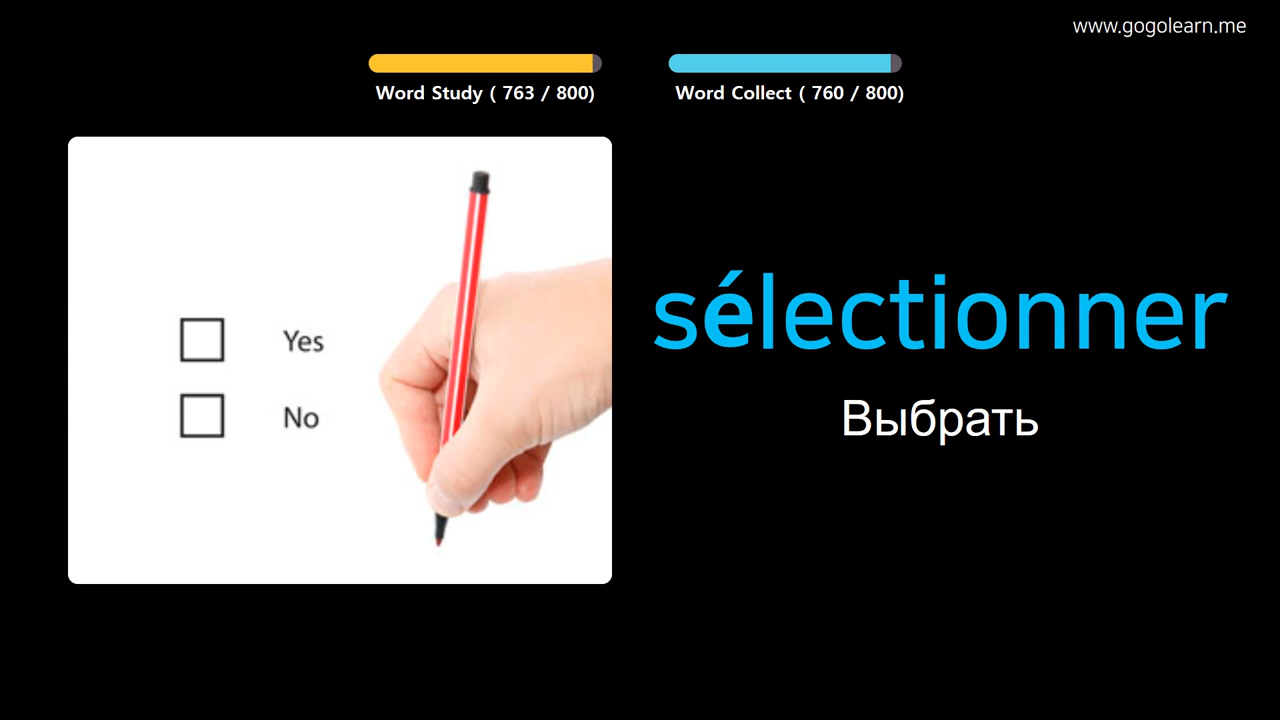 www.gogolearn.me
Word Study ( 763 / 800)
Word Collect ( 760 / 800)
Yes
No
sélectionner
Выбрать